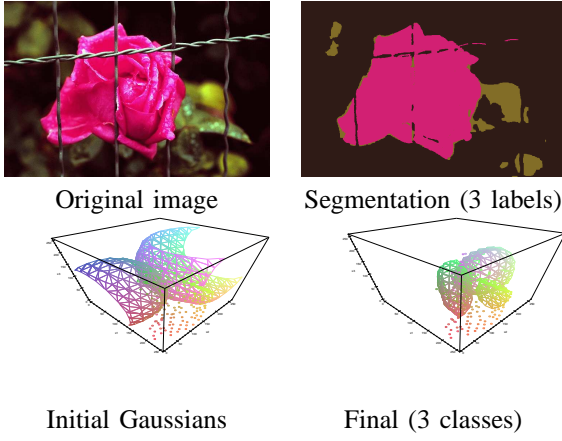 Original image
Segmentation (3 labels)
Initial Gaussians
Final (3 classes)